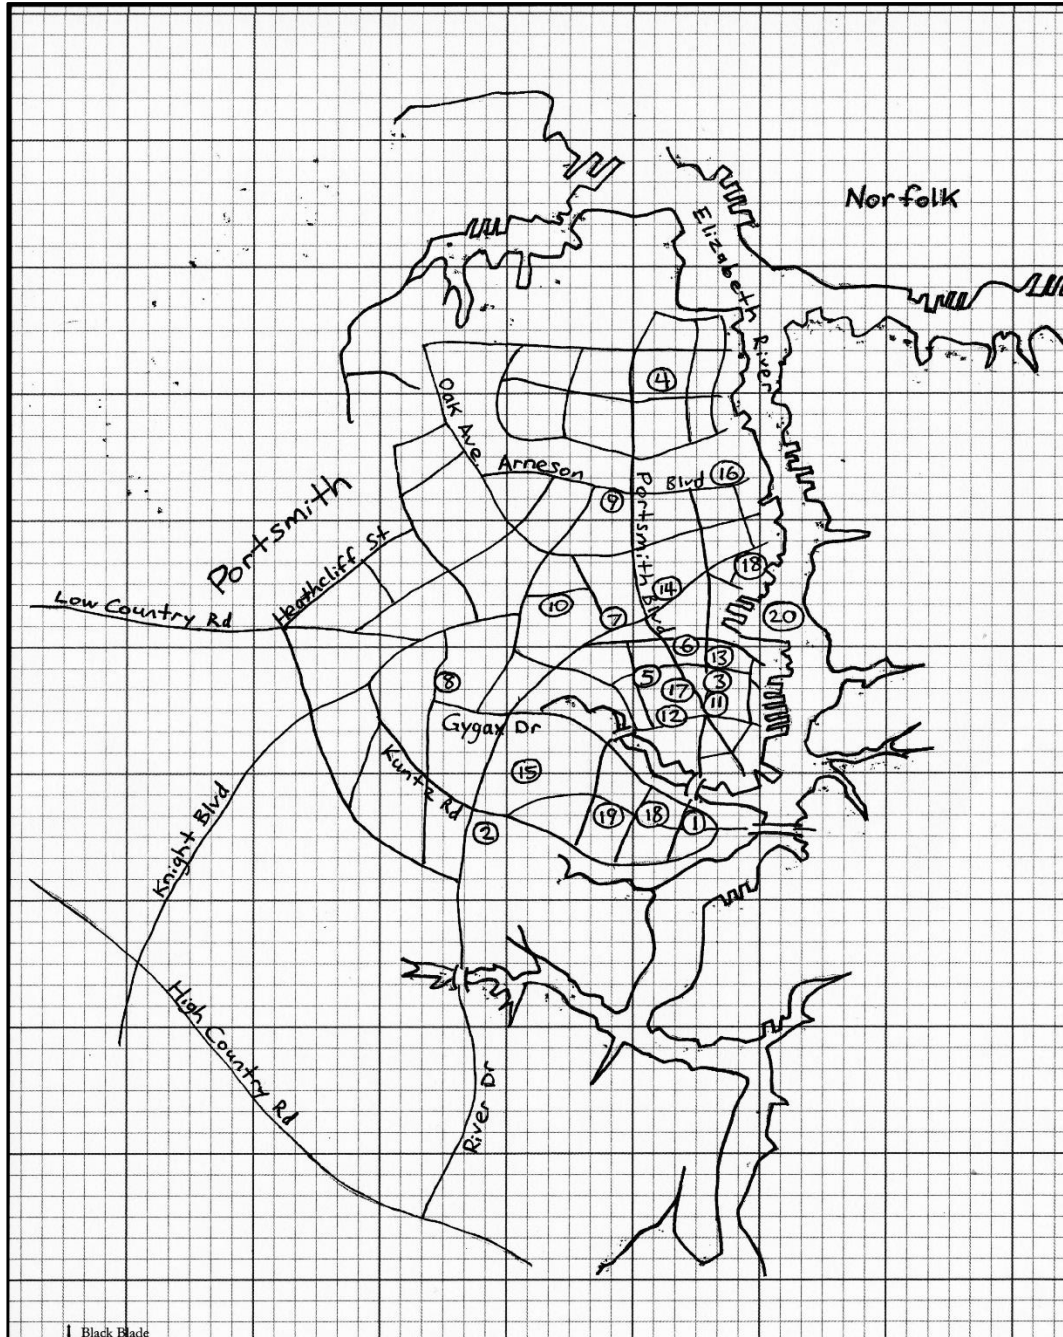 Norfolk
Elizabeth River
4
Oak Ave.
Arneson Blvd
16
9
Portsmith Blvd
Portsmith
Heathcliff St
Low Country Rd
18
14
10
7
20
6
13
8
5
3
17
11
12
Gygax Dr
15
Kuntz Rd
19
18
1
2
Knight Blvd
High Country Rd
River Dr
Black Blade